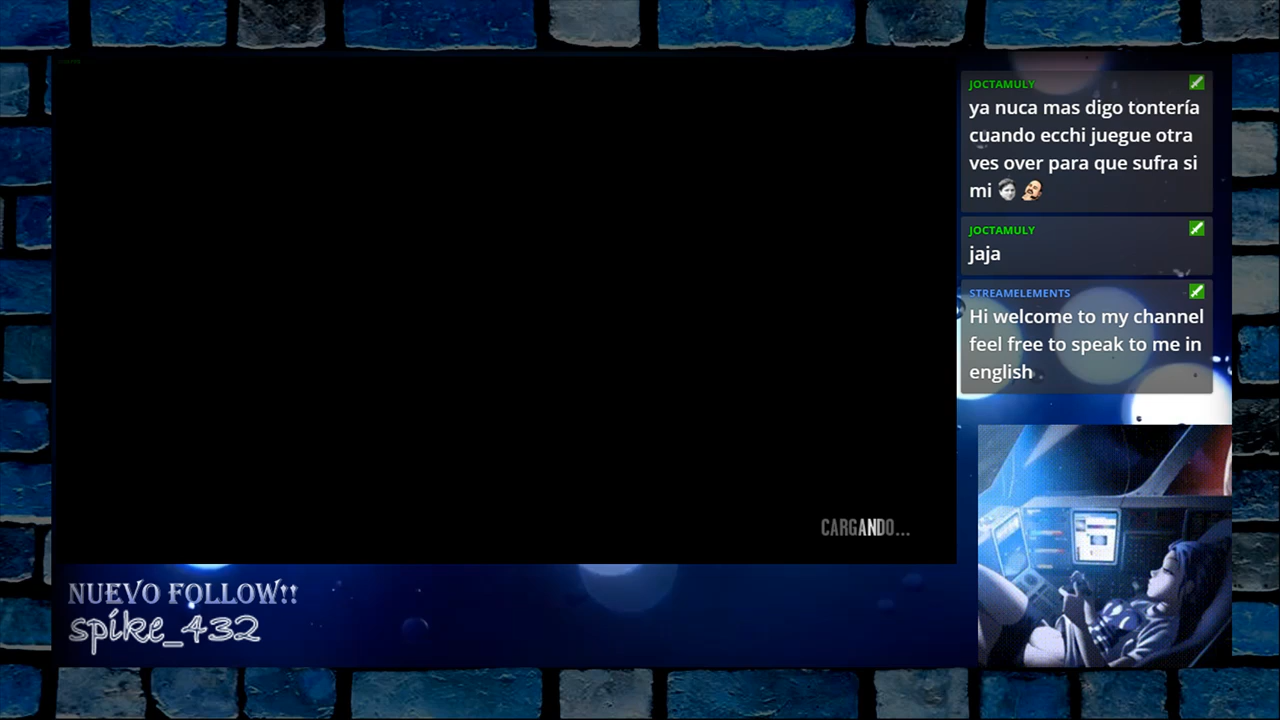 JOCTAMULY
ya nuca mas digo tontería
cuando ecchi juegue otra
ves over para que sufra si
mi
JOCTAMULY
jaja
STREAMELEMENTS
Hi welcome to my channel
feel free to speak to me in
english
CARGANDO...
NUEVO FOLLOW!!
spike_432